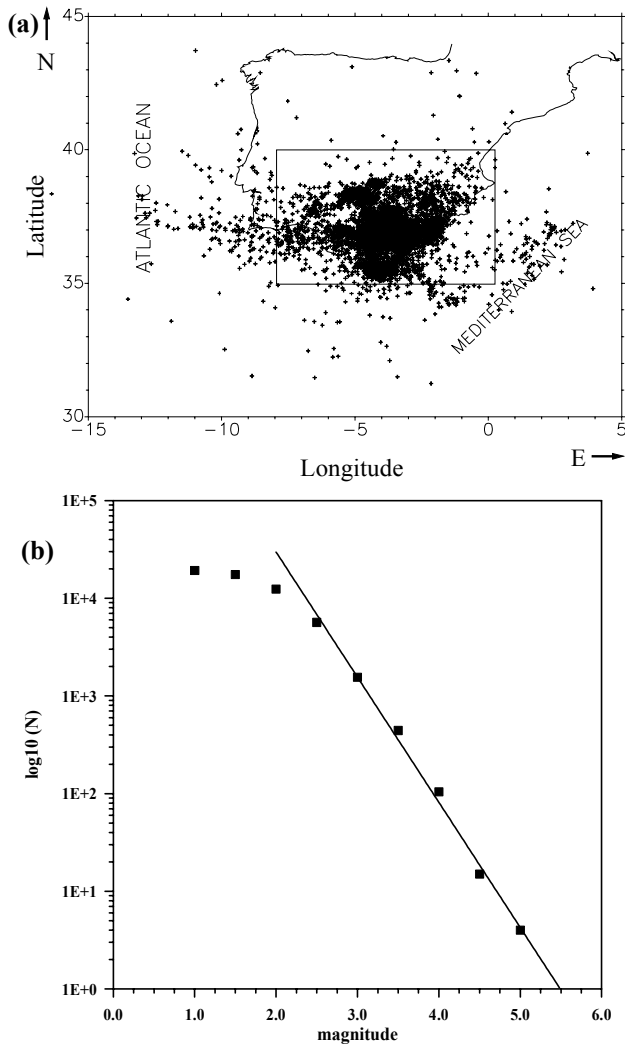 (a)
N
45
40
35
30
Latitude
ATLANTIC OCEAN
MEDITERRANEAN SEA
-15
-10
-5
0
5
Longitude
E
(b)
1E+5
1E+4
1E+3
1E+2
1E+1
1E+0
log10 (N)
0.0
1.0
2.0
3.0
4.0
5.0
6.0
magnitude